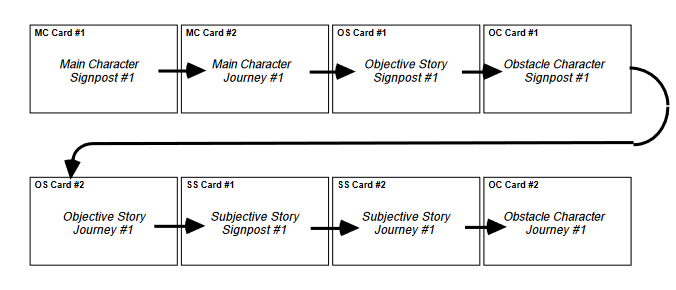 MC Card #1
Main Character
Signpost #1
MC Card #2
Main Character
Journey #1
OS Card #1
Objective Story
Signpost #1
OC Card #1
Obstacle Character
Signpost #1
OS Card #2
Objective Story
Journey #1
SS Card #1
Subjective Story
Signpost #1
SS Card #2
Subjective Story
Journey #1
OC Card #2
Obstacle Character
Journey #1